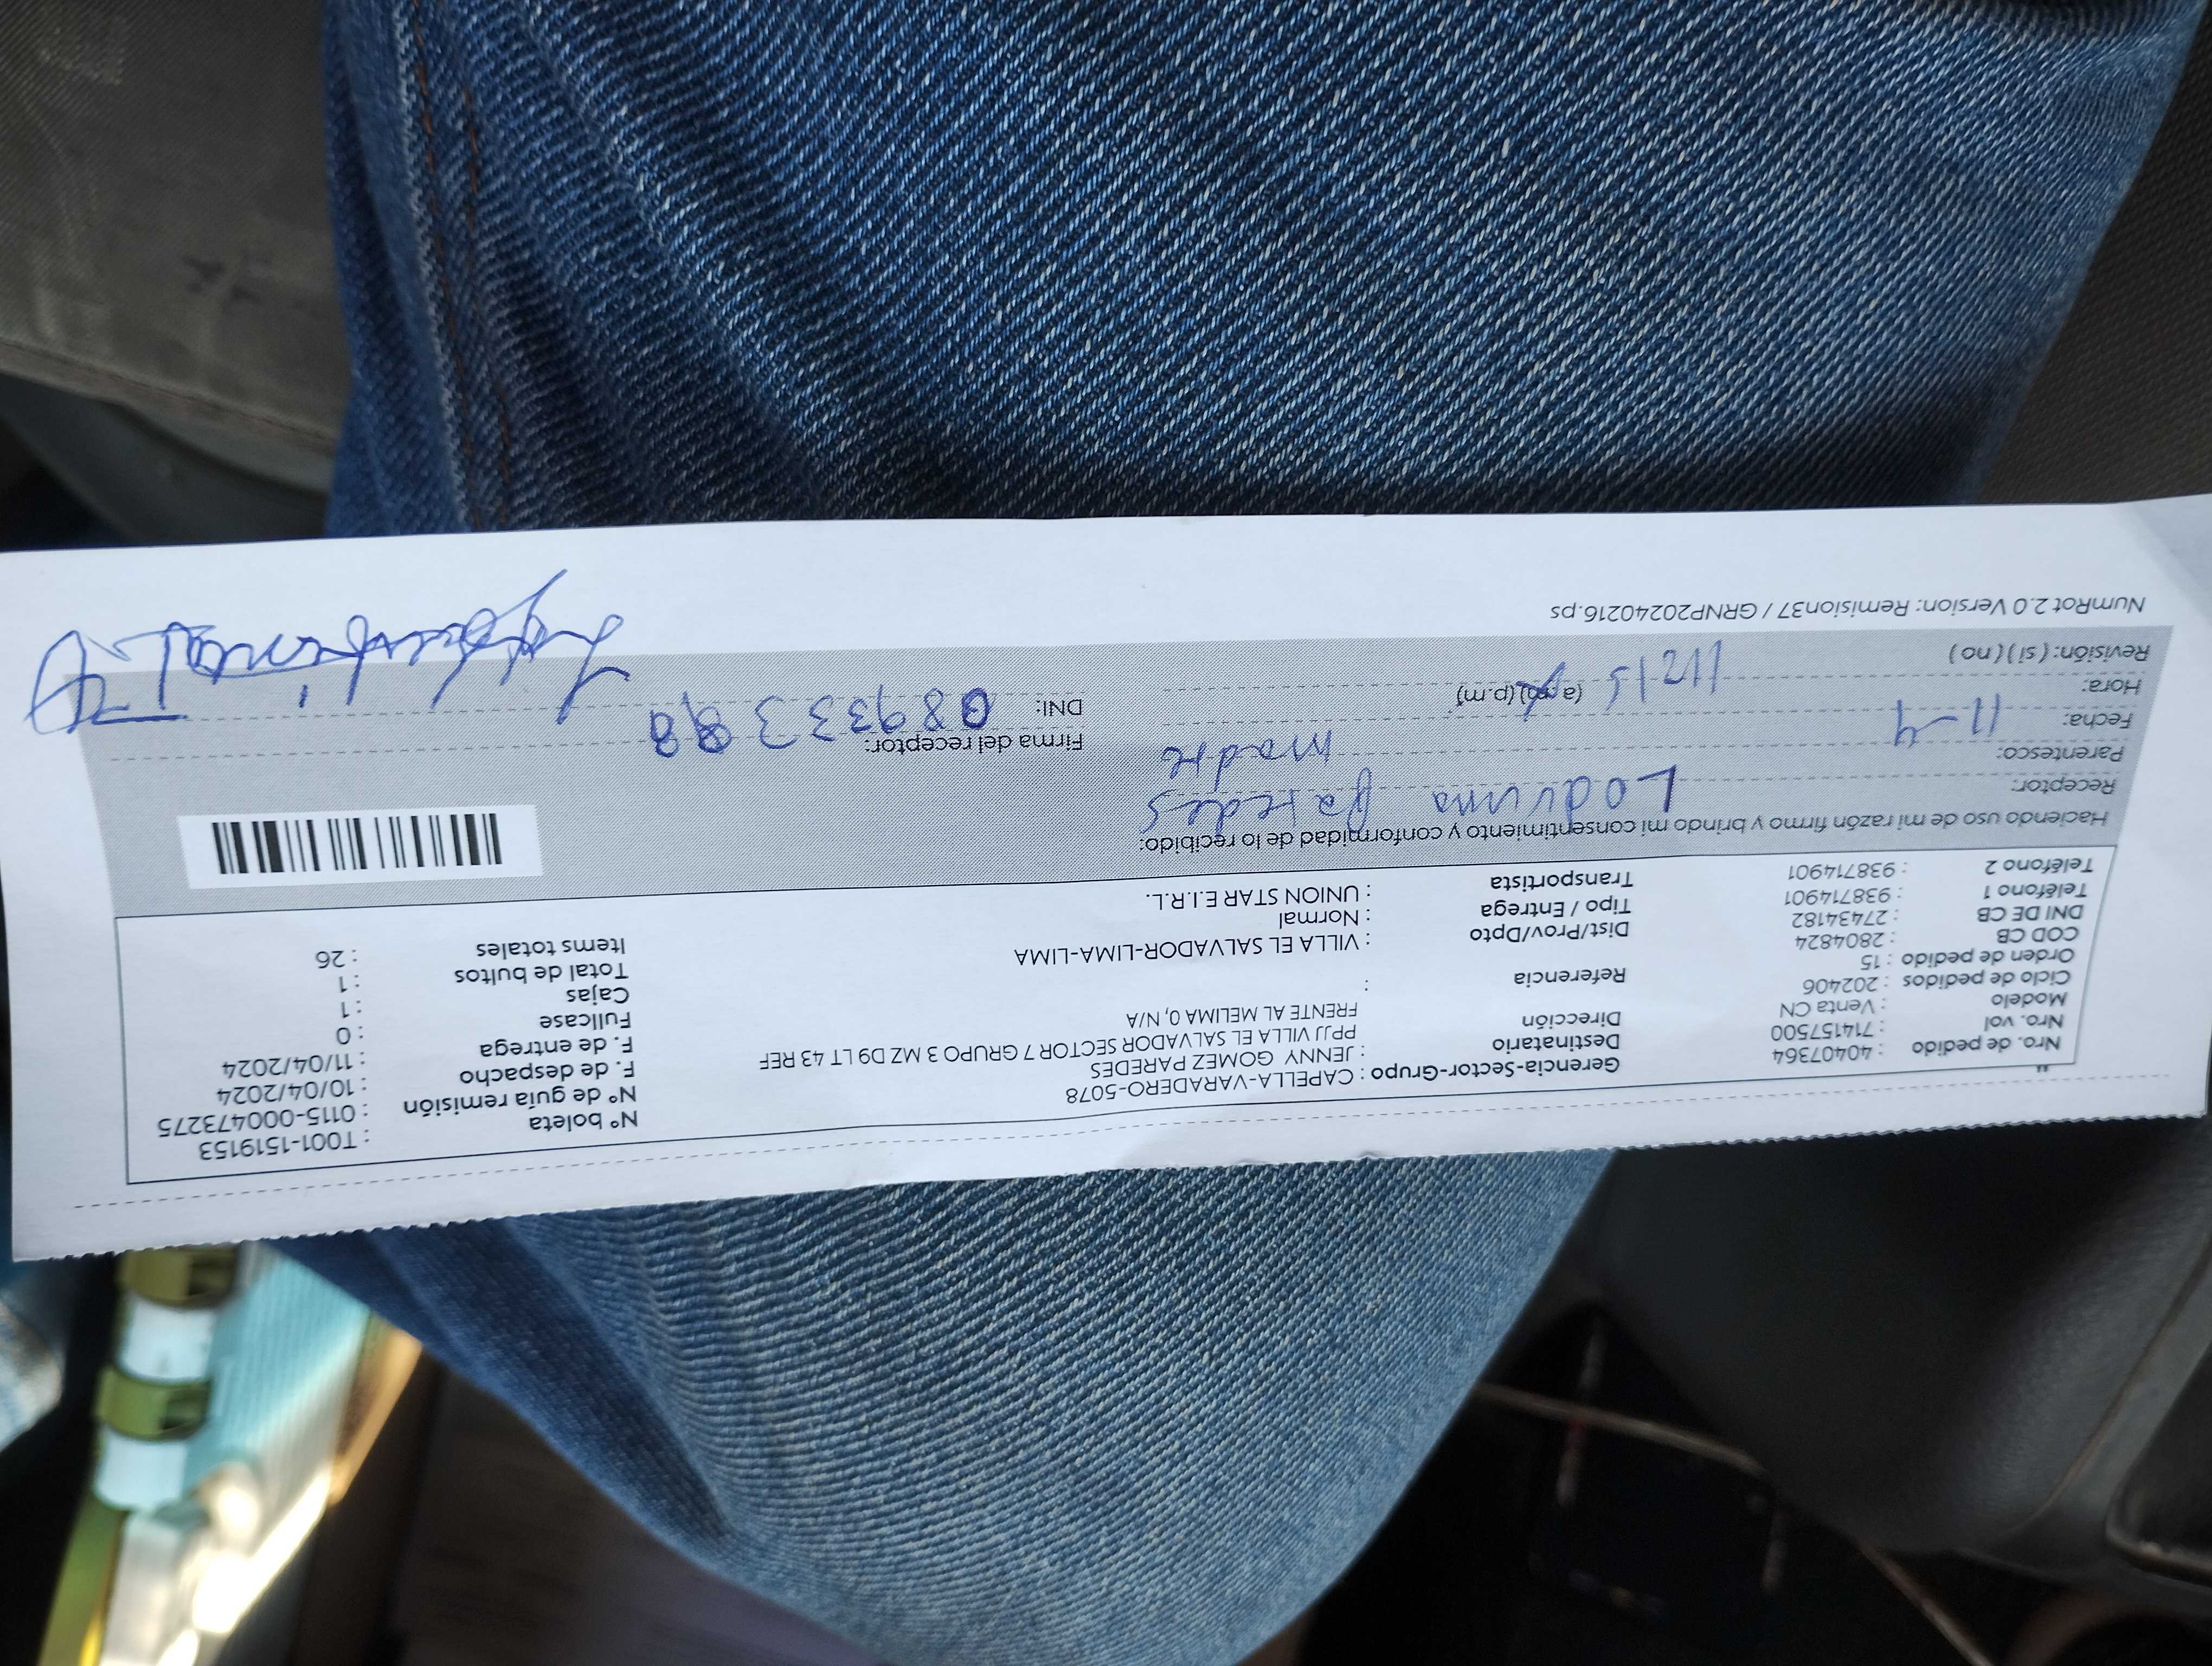 Nro. de pedido : 40407364
Nro. vol : 714157500
Modelo : Venta CN
Ciclo de pedidos : 202406
Orden de pedido : 15
COD CB : 2804824
DNI DE CB : 27434182
Teléfono 1 : 938714901
Teléfono 2 : 938714901
Gerencia-Sector-Grupo : CAPELLA-VARADERO-5078
Destinatario : JENNY GOMEZ PAREDES
Dirección : PPJJ VILLA EL SALVADOR SECTOR 7 GRUPO 3 MZ D9 LT 43 REF
FRENTE AL MELIMA 0, N/A
Referencia :
Dist/Prov/Dpto : VILLA EL SALVADOR-LIMA-LIMA
Tipo / Entrega : Normal
Transportista : UNION STAR E.I.R.L.
N° boleta : T001-1519153
N° de guía remisión : 0115-000473275
F. de despacho : 10/04/2024
F. de entrega : 11/04/2024
Fullcase : 0
Cajas : 1
Total de bultos : 1
Items totales : 26
Haciendo uso de mi razón firmo y brindo mi consentimiento y conformidad de lo recibido:
Receptor: Paredes
Parentesco: madre
Fecha: 11-4
Hora: (a.m) (p.m)
Revisión: ( si ) ( no )
Firma del receptor:
DNI:
NumRot 2.0 Version: Remision37 / GRNP20240216.ps